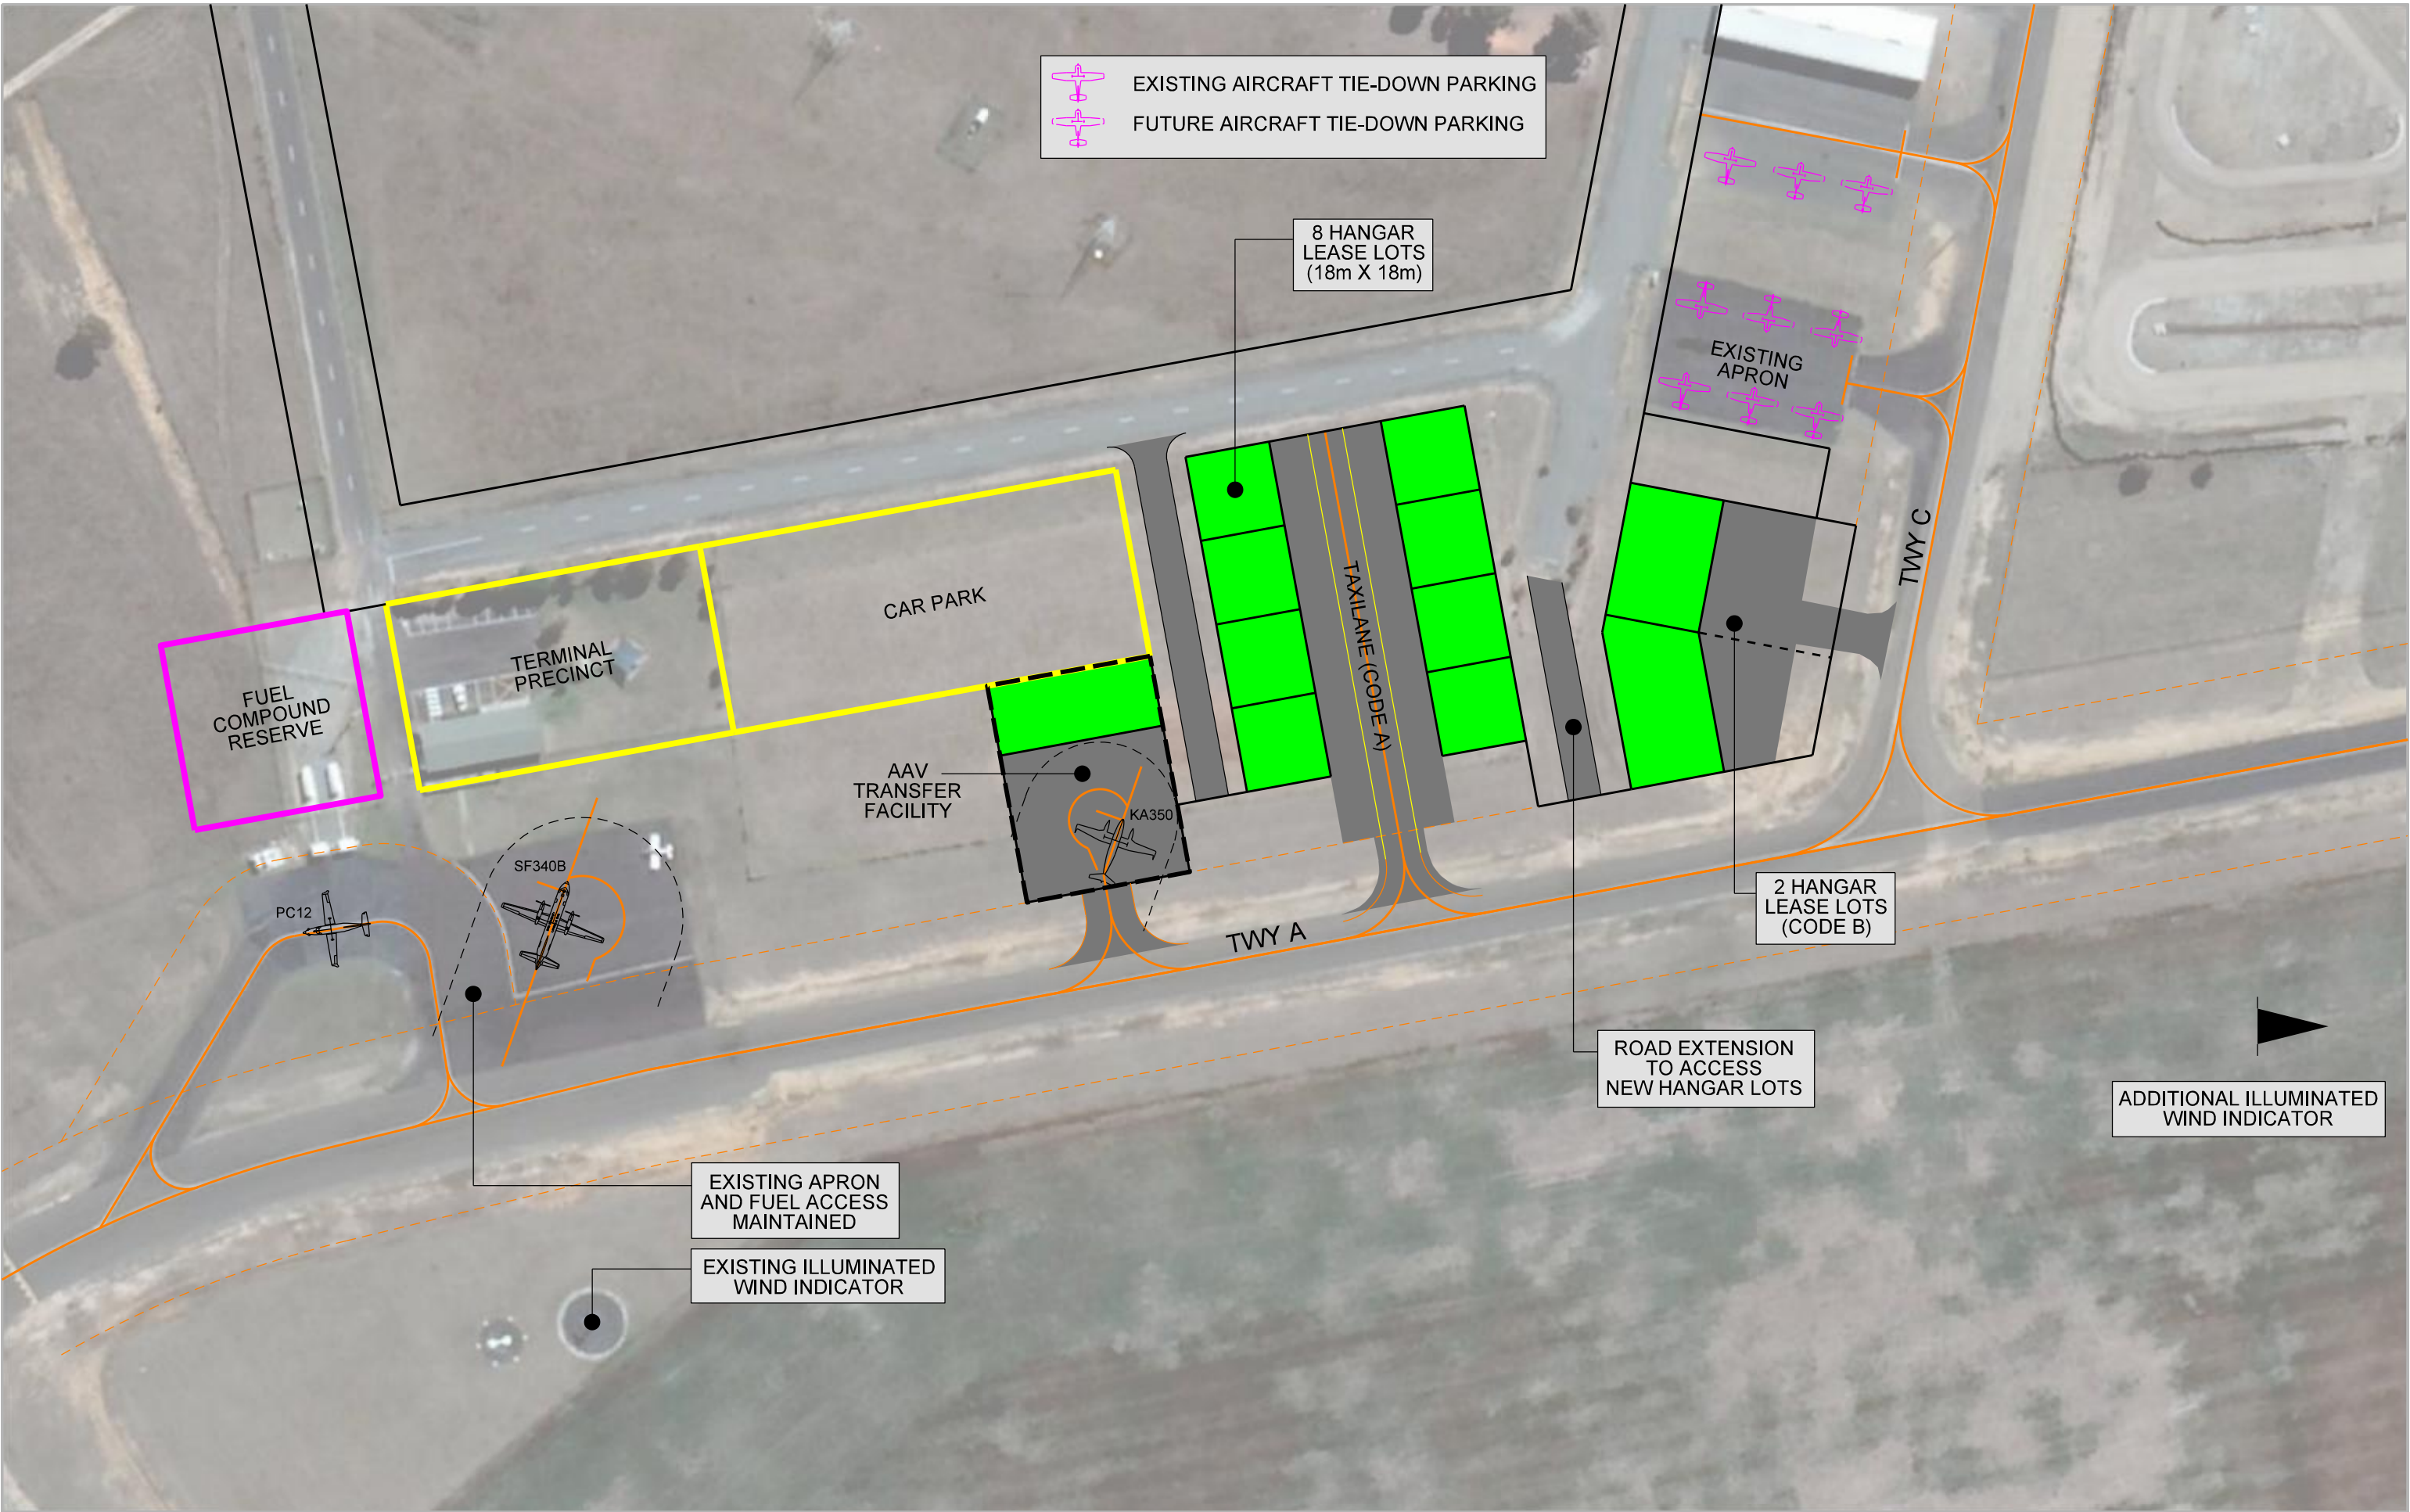 EXISTING AIRCRAFT TIE-DOWN PARKING
FUTURE AIRCRAFT TIE-DOWN PARKING
8 HANGAR
LEASE LOTS
(18m X 18m)
EXISTING
APRON
TWY C
CAR PARK
TERMINAL
PRECINCT
FUEL
COMPOUND
RESERVE
TAXILANE (CODE A)
AAV
TRANSFER
FACILITY
KA350
SF340B
PC12
TWY A
2 HANGAR
LEASE LOTS
(CODE B)
ROAD EXTENSION
TO ACCESS
NEW HANGAR LOTS
ADDITIONAL ILLUMINATED
WIND INDICATOR
EXISTING APRON
AND FUEL ACCESS
MAINTAINED
EXISTING ILLUMINATED
WIND INDICATOR